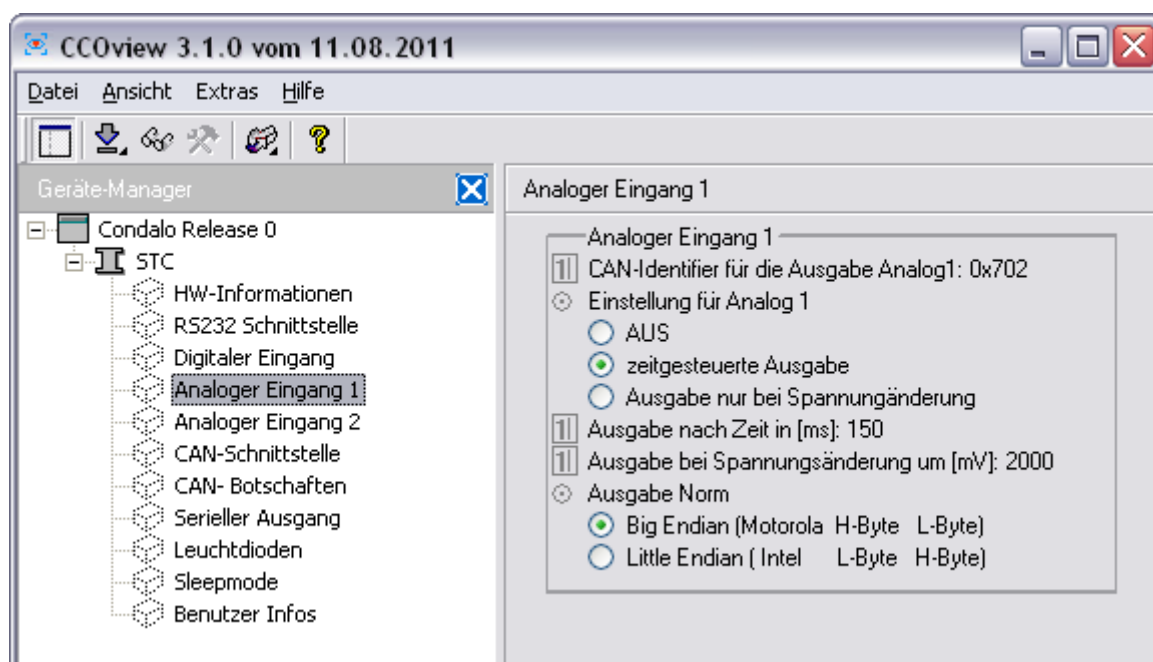 CCOview 3.1.0 vom 11.08.2011
Datei Ansicht Extras Hilfe
Geräte-Manager
Condalo Release 0
STC
HW-Informationen
RS232 Schnittstelle
Digitaler Eingang
Analoger Eingang 1
Analoger Eingang 2
CAN-Schnittstelle
CAN- Botschaften
Serieller Ausgang
Leuchtdioden
Sleepmode
Benutzer Infos
Analoger Eingang 1
Analoger Eingang 1
CAN-Identifier für die Ausgabe Analog1: 0x702
Einstellung für Analog 1
AUS
zeitgesteuerte Ausgabe
Ausgabe nur bei Spannungänderung
Ausgabe nach Zeit in [ms]: 150
Ausgabe bei Spannungsänderung um [mV]: 2000
Ausgabe Norm
Big Endian (Motorola H-Byte L-Byte)
Little Endian ( Intel L-Byte H-Byte)